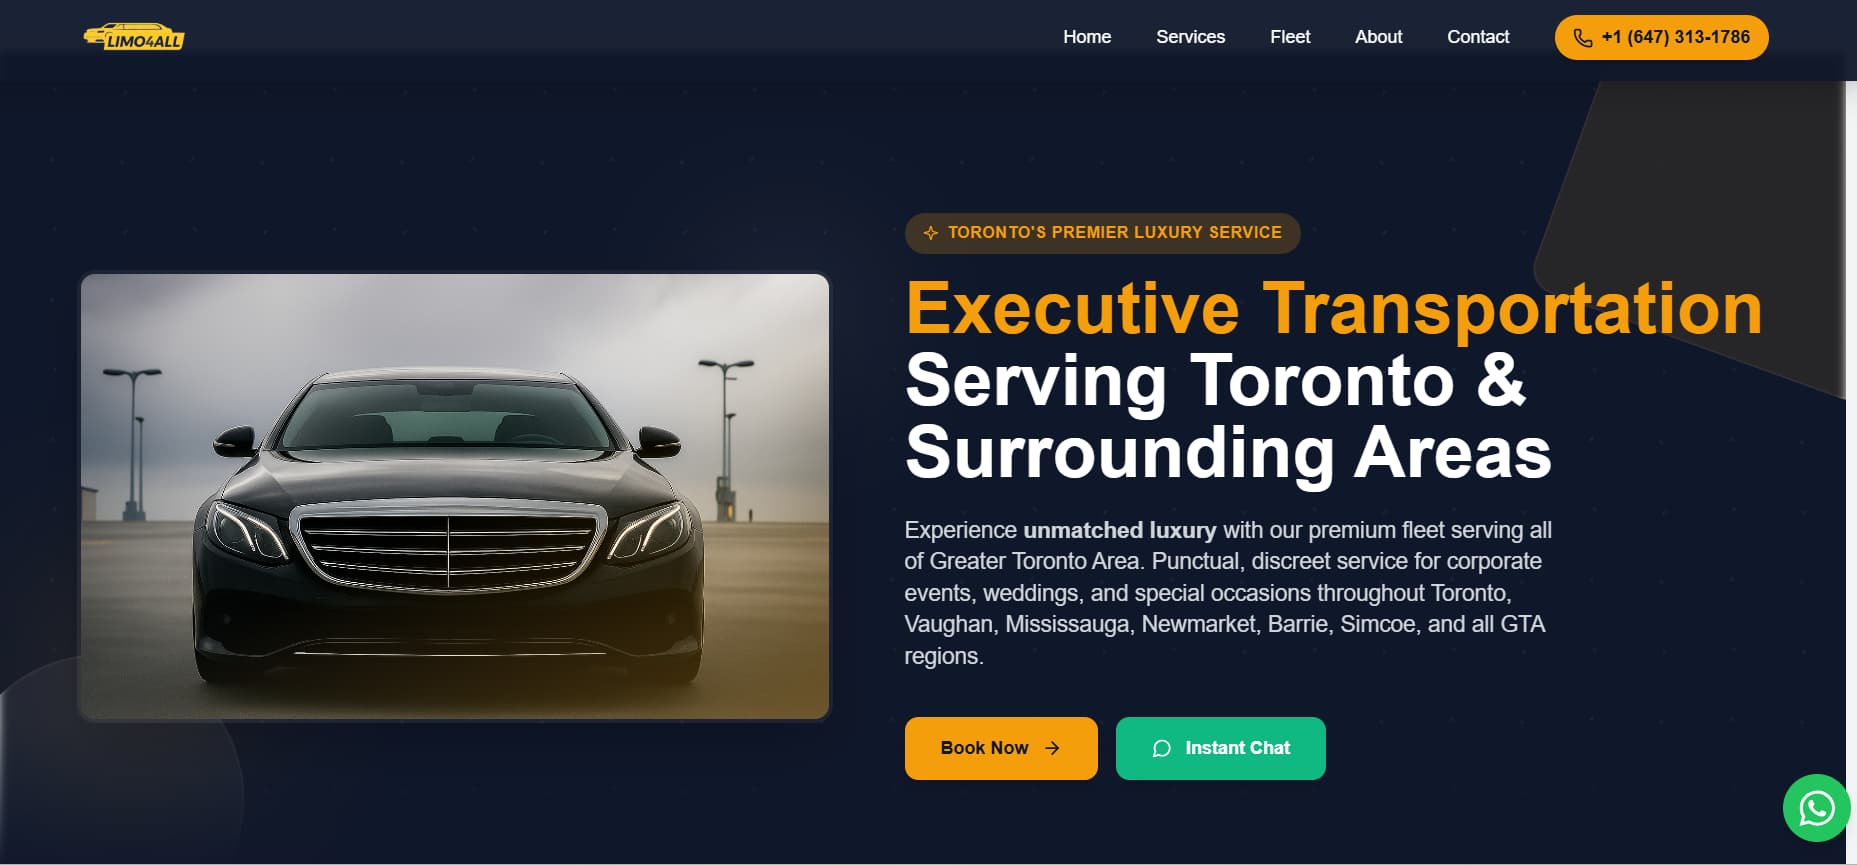 LIMO4ALL
Home
Services
Fleet
About
Contact
+1 (647) 313-1786
TORONTO'S PREMIER LUXURY SERVICE
Executive Transportation
Serving Toronto &
Surrounding Areas
Experience unmatched luxury with our premium fleet serving all
of Greater Toronto Area. Punctual, discreet service for corporate
events, weddings, and special occasions throughout Toronto,
Vaughan, Mississauga, Newmarket, Barrie, Simcoe, and all GTA
regions.
Book Now
Instant Chat